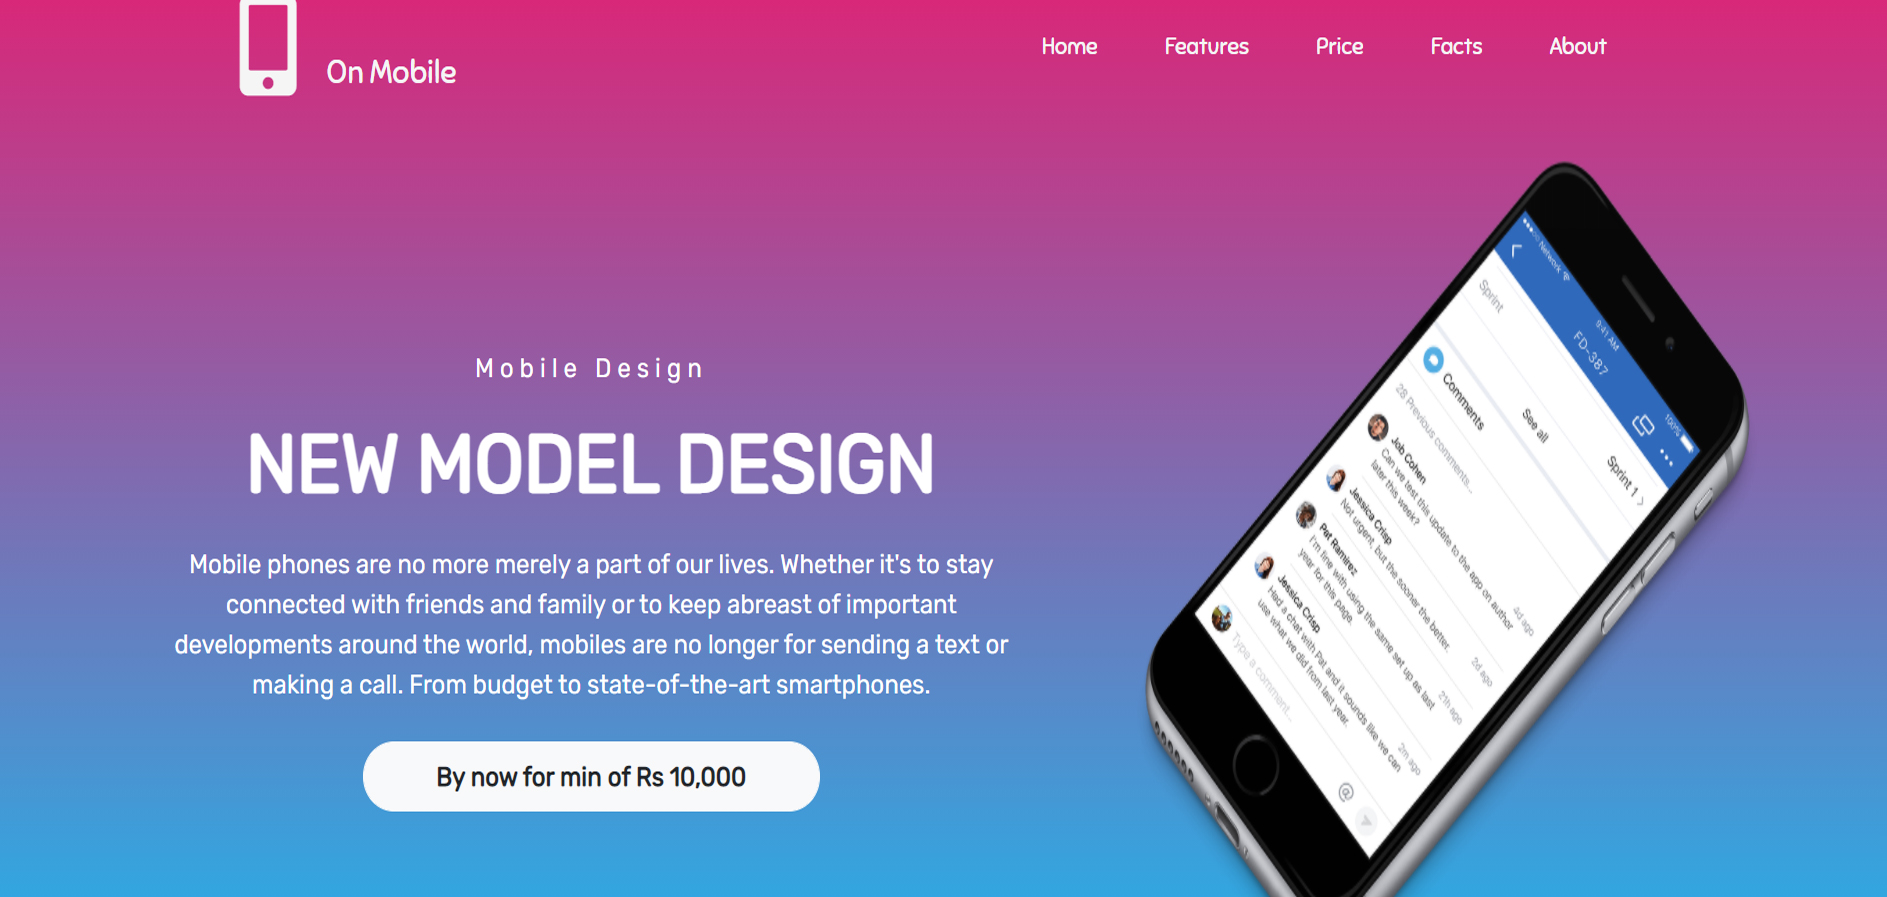 On Mobile
Home Features Price Facts About
Mobile Design
NEW MODEL DESIGN
Mobile phones are no more merely a part of our lives. Whether it's to stay
connected with friends and family or to keep abreast of important
developments around the world, mobiles are no longer for sending a text or
making a call. From budget to state-of-the-art smartphones.
By now for min of Rs 10,000
Network
9:41 AM
100%
FD-387
Sprint
Sprint 1
Comments
See all
28 Previous comments...
Job Cohen
4d ago
Can we test this update to the app on author
later this week?
Jessica Crisp
2d ago
Not urgent, but the sooner the better.
Pat Ramirez
21h ago
I'm fine with using the same set up as last
year for this page.
Jessica Crisp
2m ago
Had a chat with Pat and it sounds like we can
use what we did from last year.
Type a comment...
@